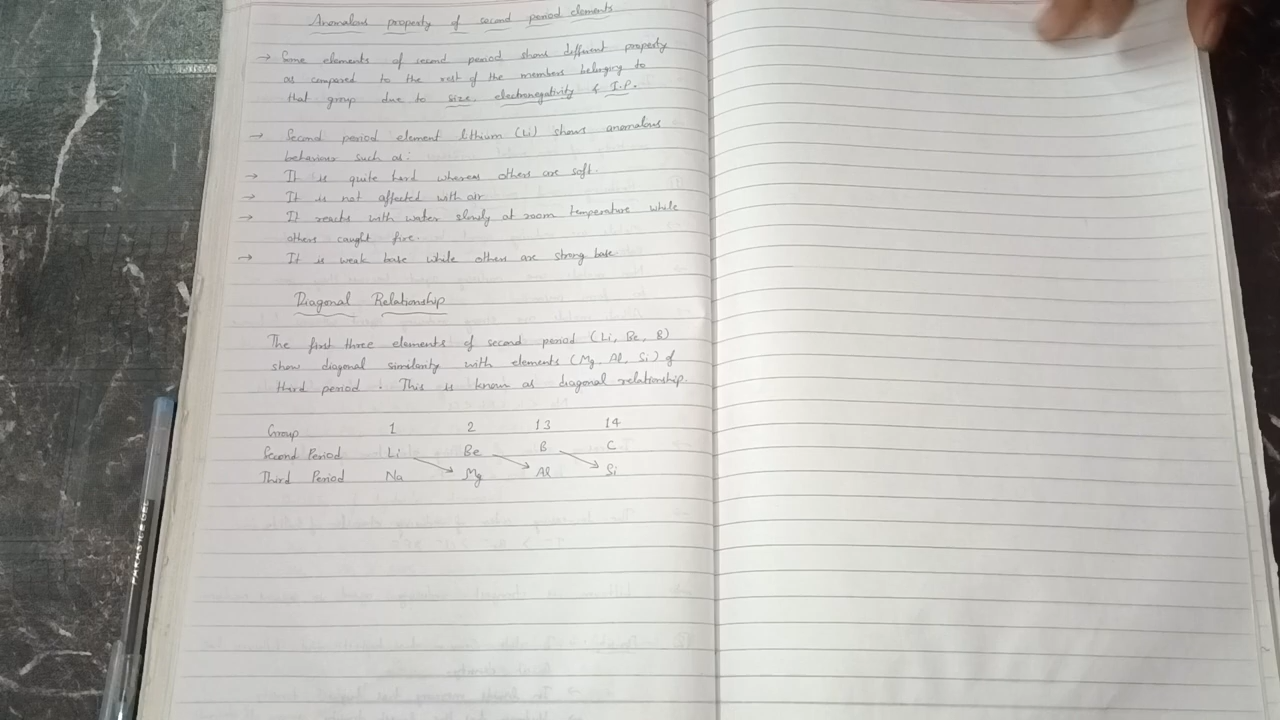 Anomalous property of second period elements
→ Some elements of second period shows different property
as compared to the rest of the members belonging to
that group due to size, electronegativity & I.P.
→ Second period element lithium (Li) shows anomalous
behaviour such as:
→ It is quite hard whereas others are soft.
→ It is not affected with air
→ It reacts with water slowly at room temperature while
others caught fire.
→ It is weak base while others are strong base.
Diagonal Relationship
The first three elements of second period (Li, Be, B)
show diagonal similarity with elements (Mg, Al, Si) of
third period. This is known as diagonal relationship.
Group 1 2 13 14
Second Period Li Be B C
Third Period Na Mg Al Si